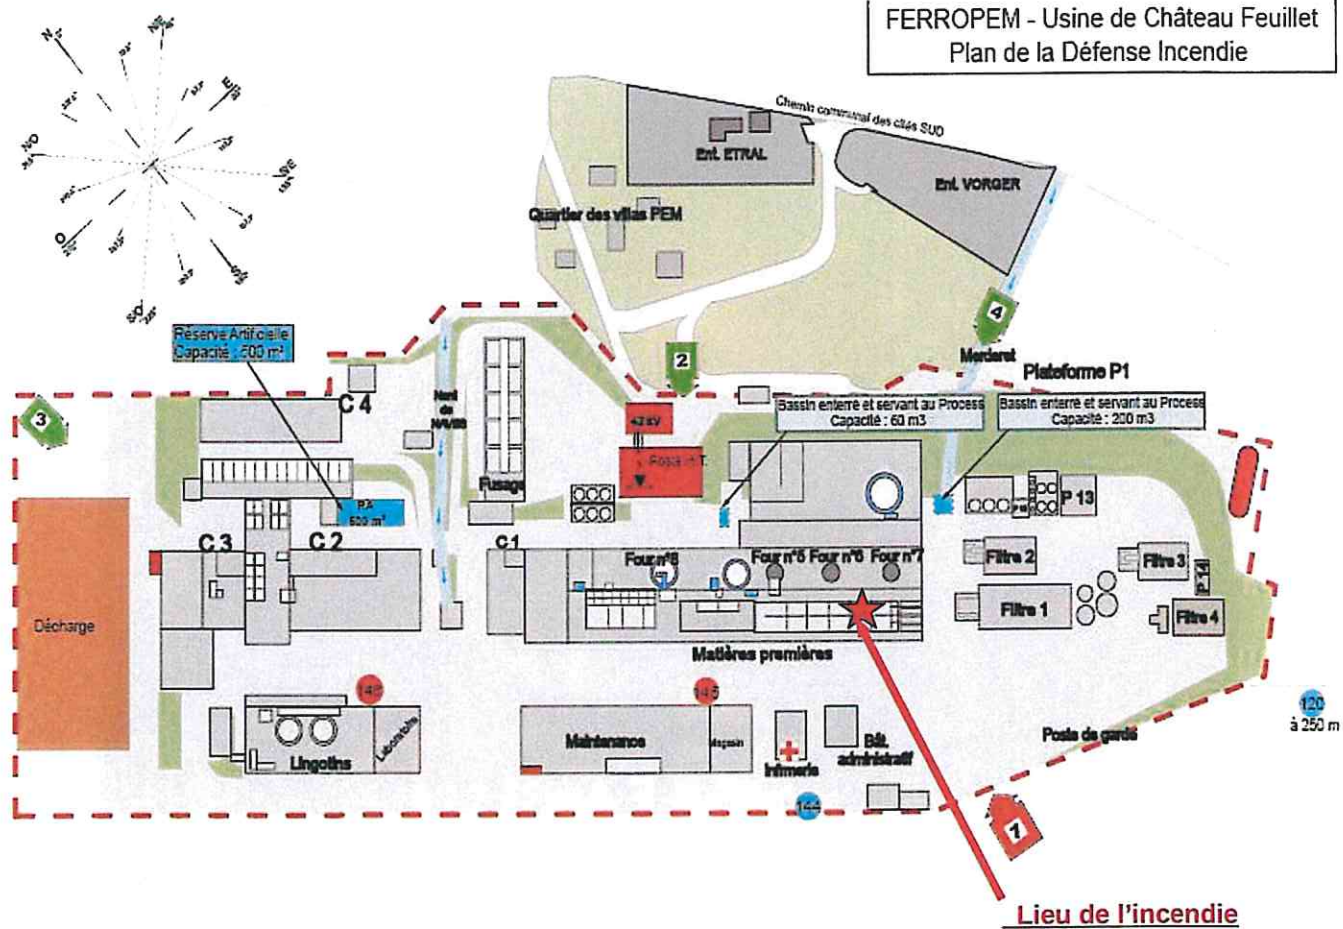 FERROPEM - Usine de Château Feuillet
Plan de la Défense Incendie
Chemin communal des cités SUD
Ent. ETRAL
Ent. VORGER
Quartier des villas PEM
4
Merderet
Plateforme P1
2
3
Réserve Artificielle
Capacité : 500 m³
C 4
Bassin enterré et servant au Process
Capacité : 60 m3
Bassin enterré et servant au Process
Capacité : 200 m3
Fusage
P 13
C 3
C 2
C 1
Four n°8
Four n°5
Four n°6
Four n°7
Filtre 2
Filtre 3
P 14
Filtre 1
Filtre 4
Décharge
Matières premières
145
Lingotins
Laboratoire
Maintenance
Magasin
Infirmerie
Bât.
administratif
Poste de garde
120
à 250 m
144
1
Lieu de l'incendie